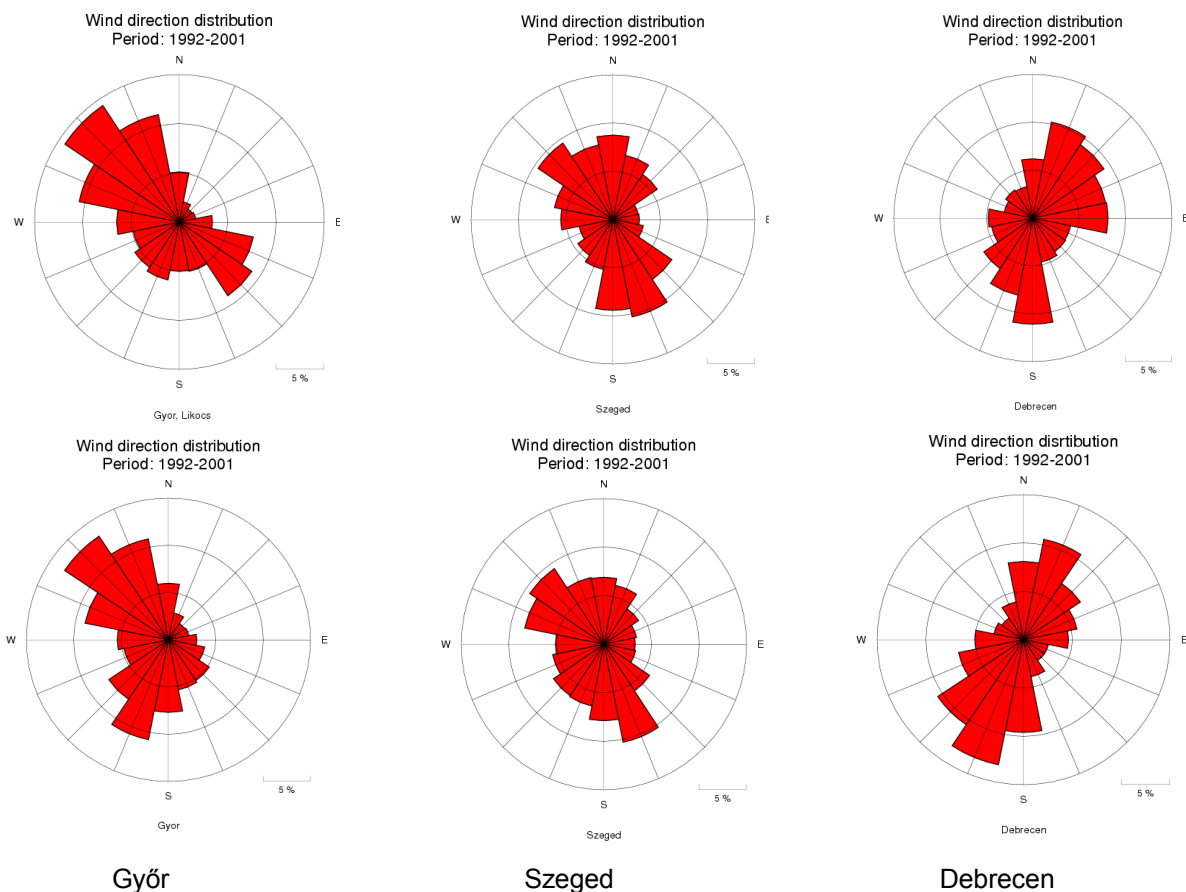 Wind direction distribution
Period: 1992-2001
N
W
E
S
5 %
Gyor, Likocs
Wind direction distribution
Period: 1992-2001
N
W
E
S
5 %
Szeged
Wind direction distribution
Period: 1992-2001
N
W
E
S
5 %
Debrecen
Wind direction distribution
Period: 1992-2001
N
W
E
S
5 %
Gyor
Wind direction distribution
Period: 1992-2001
N
W
E
S
5 %
Szeged
Wind direction disrtibution
Period: 1992-2001
N
W
E
S
5 %
Debrecen
Győr
Szeged
Debrecen